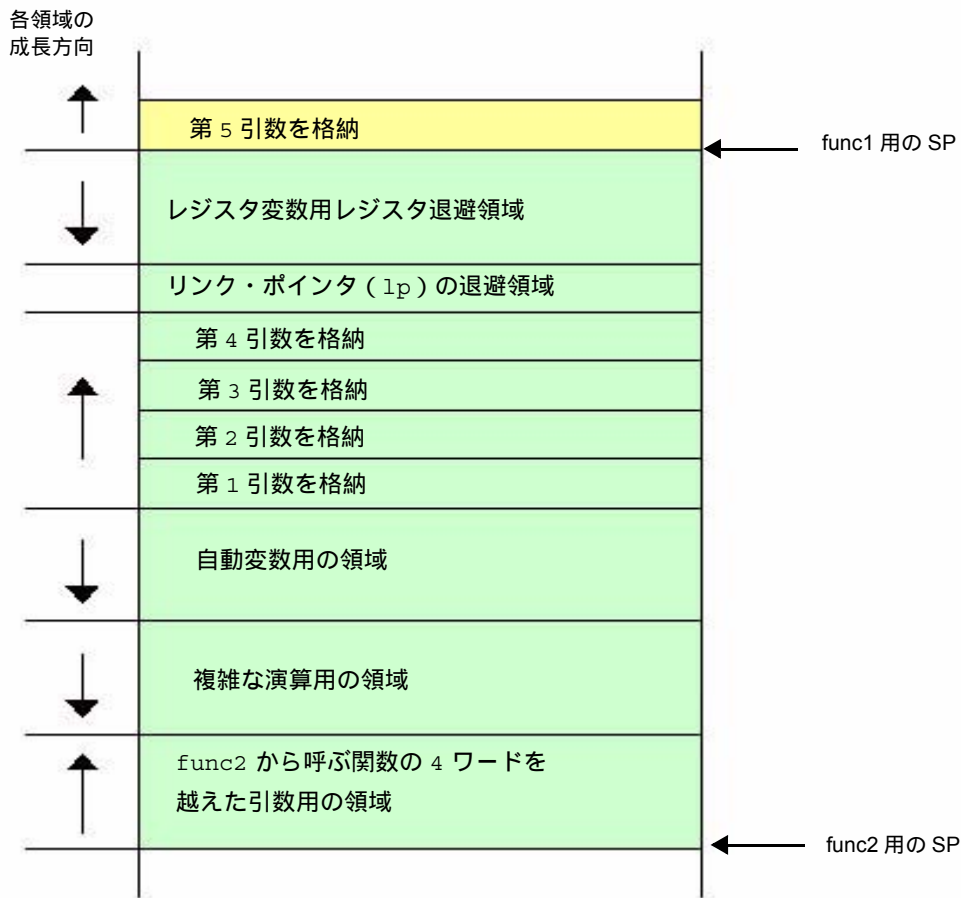 各領域の
成長方向
第 5 引数を格納
func1 用の SP
レジスタ変数用レジスタ退避領域
リンク・ポインタ ( lp ) の退避領域
第 4 引数を格納
第 3 引数を格納
第 2 引数を格納
第 1 引数を格納
自動変数用の領域
複雑な演算用の領域
func2 から呼ぶ関数の 4 ワードを
越えた引数用の領域
func2 用の SP